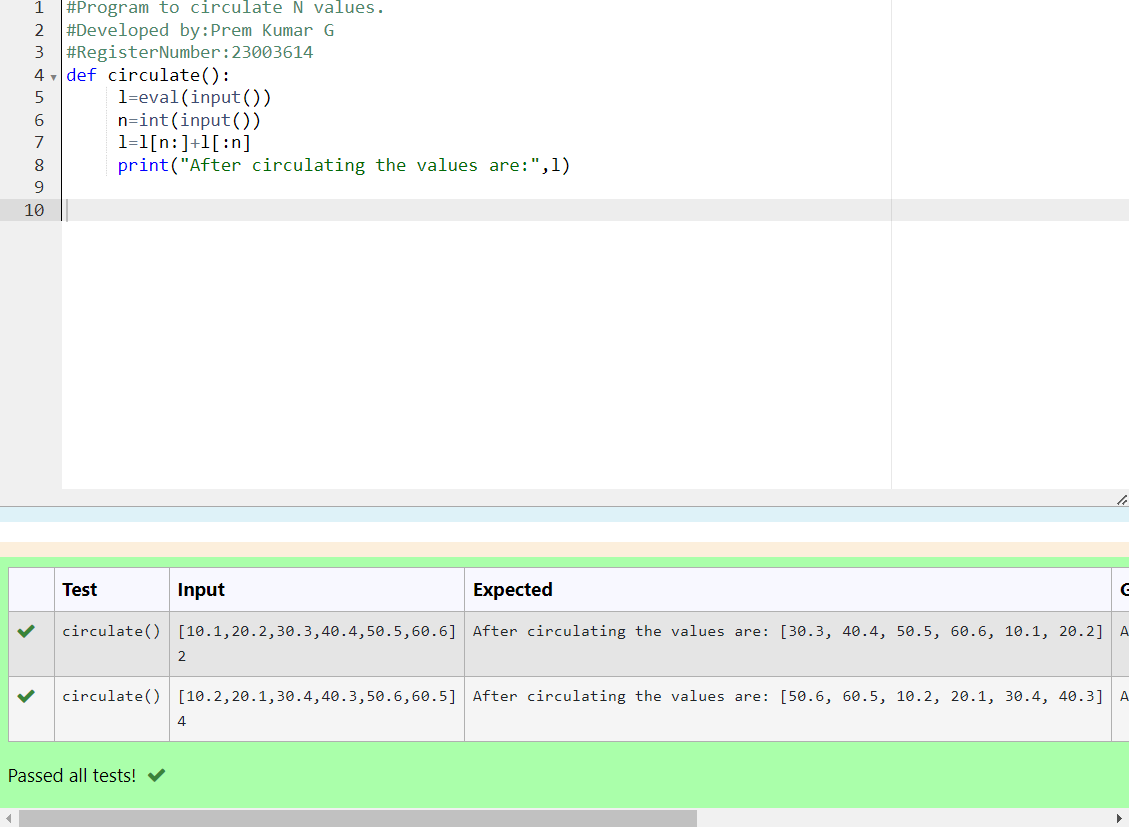 1 #Program to circulate N values.
2 #Developed by:Prem Kumar G
3 #RegisterNumber:23003614
4 def circulate():
5 l=eval(input())
6 n=int(input())
7 l=l[n:]+l[:n]
8 print("After circulating the values are:",l)
9
10
Test Input Expected
circulate() [10.1,20.2,30.3,40.4,50.5,60.6] After circulating the values are: [30.3, 40.4, 50.5, 60.6, 10.1, 20.2] A
2
circulate() [10.2,20.1,30.4,40.3,50.6,60.5] After circulating the values are: [50.6, 60.5, 10.2, 20.1, 30.4, 40.3] A
4
Passed all tests!